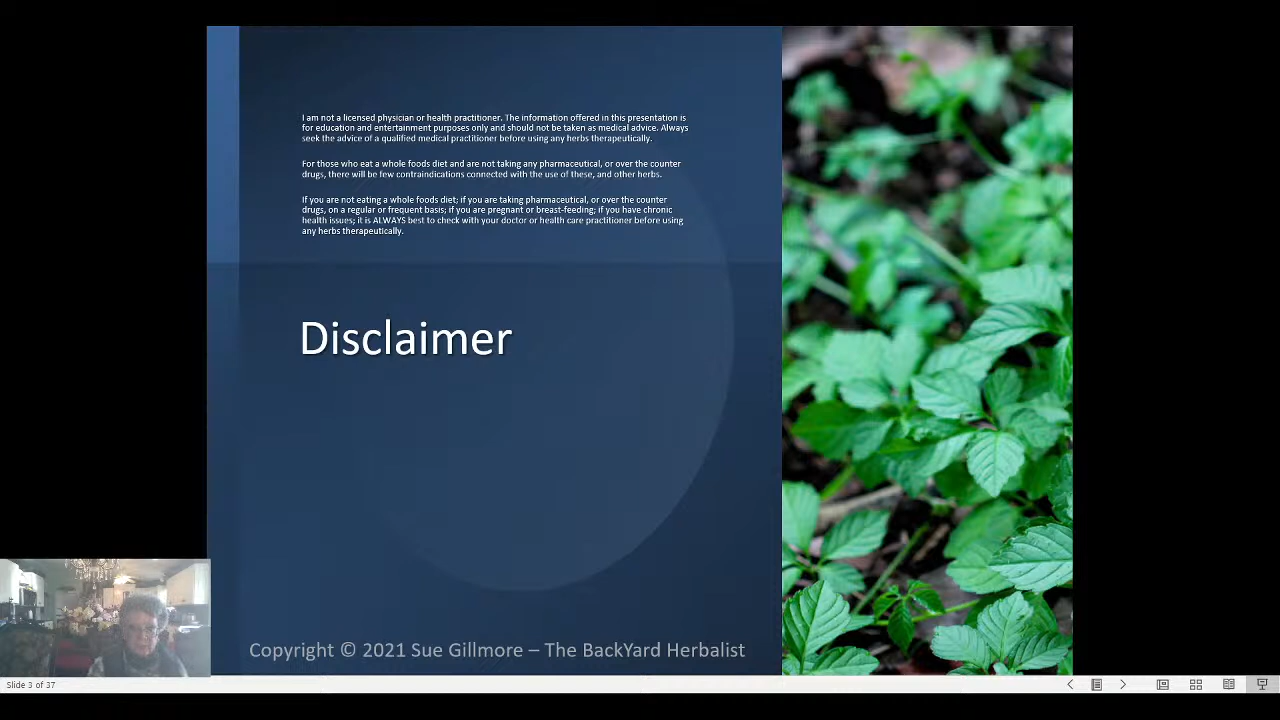 I am not a licensed physician or health practitioner. The information offered in this presentation is
for education and entertainment purposes only and should not be taken as medical advice. Always
seek the advice of a qualified medical practitioner before using any herbs therapeutically.
For those who eat a whole foods diet and are not taking any pharmaceutical, or over the counter
drugs, there will be few contraindications connected with the use of these, and other herbs.
If you are not eating a whole foods diet; if you are taking pharmaceutical, or over the counter
drugs, on a regular or frequent basis; if you are pregnant or breast-feeding; if you have chronic
health issues; it is ALWAYS best to check with your doctor or health care practitioner before using
any herbs therapeutically.
Disclaimer
Copyright © 2021 Sue Gillmore – The BackYard Herbalist
Slide 3 of 37